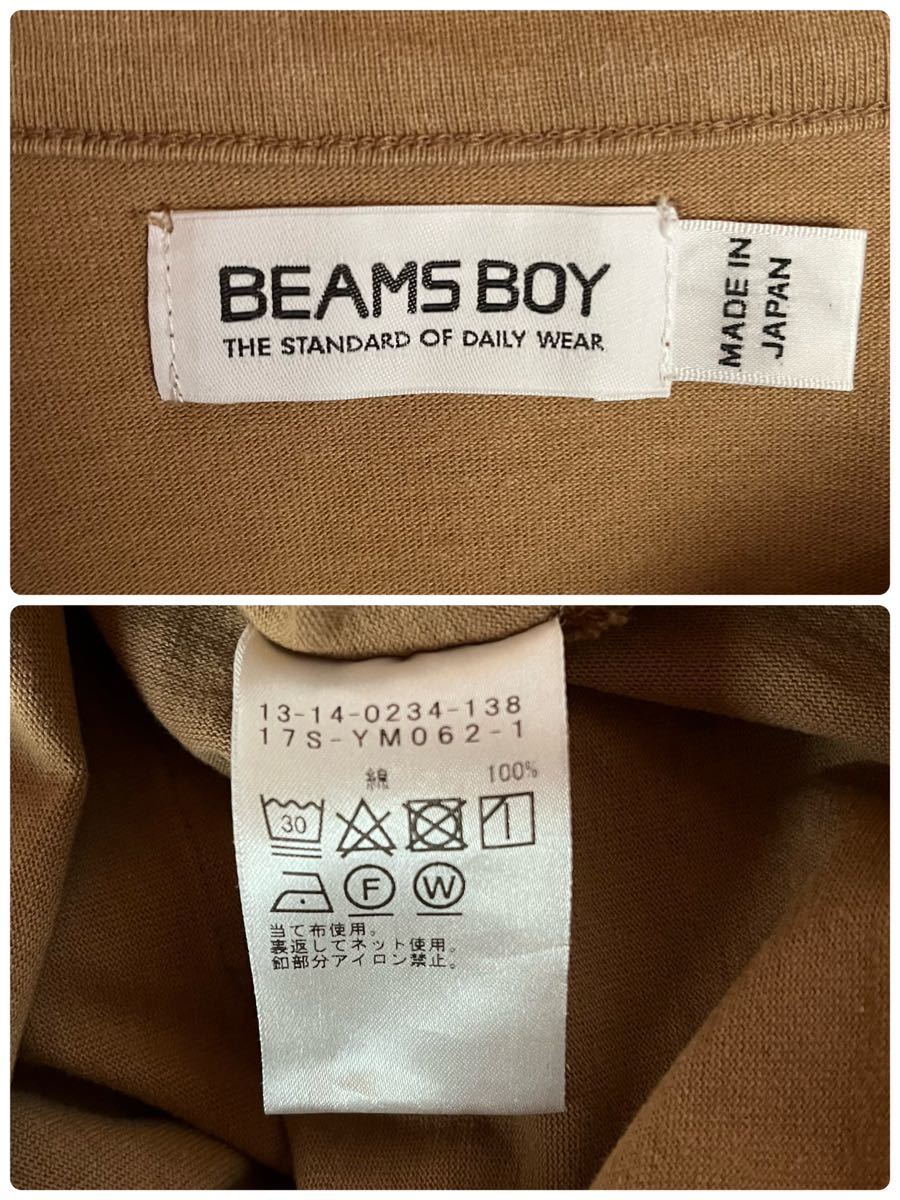 BEAMS BOY
THE STANDARD OF DAILY WEAR
MADE IN
JAPAN
13-14-0234-138
17S-YM062-1
綿 100%
30
F W
当て布使用。
裏返してネット使用。
釦部分アイロン禁止。